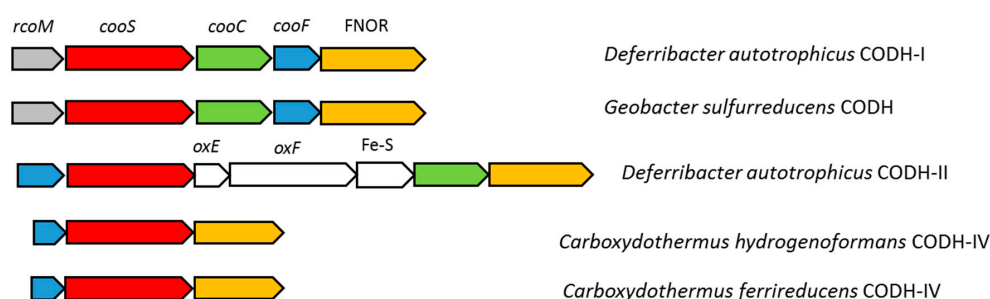 rcoM cooS cooC cooF FNOR
Deferribacter autotrophicus CODH-I
Geobacter sulfurreducens CODH
oxE oxF Fe-S
Deferribacter autotrophicus CODH-II
Carboxydothermus hydrogenoformans CODH-IV
Carboxydothermus ferrireducens CODH-IV